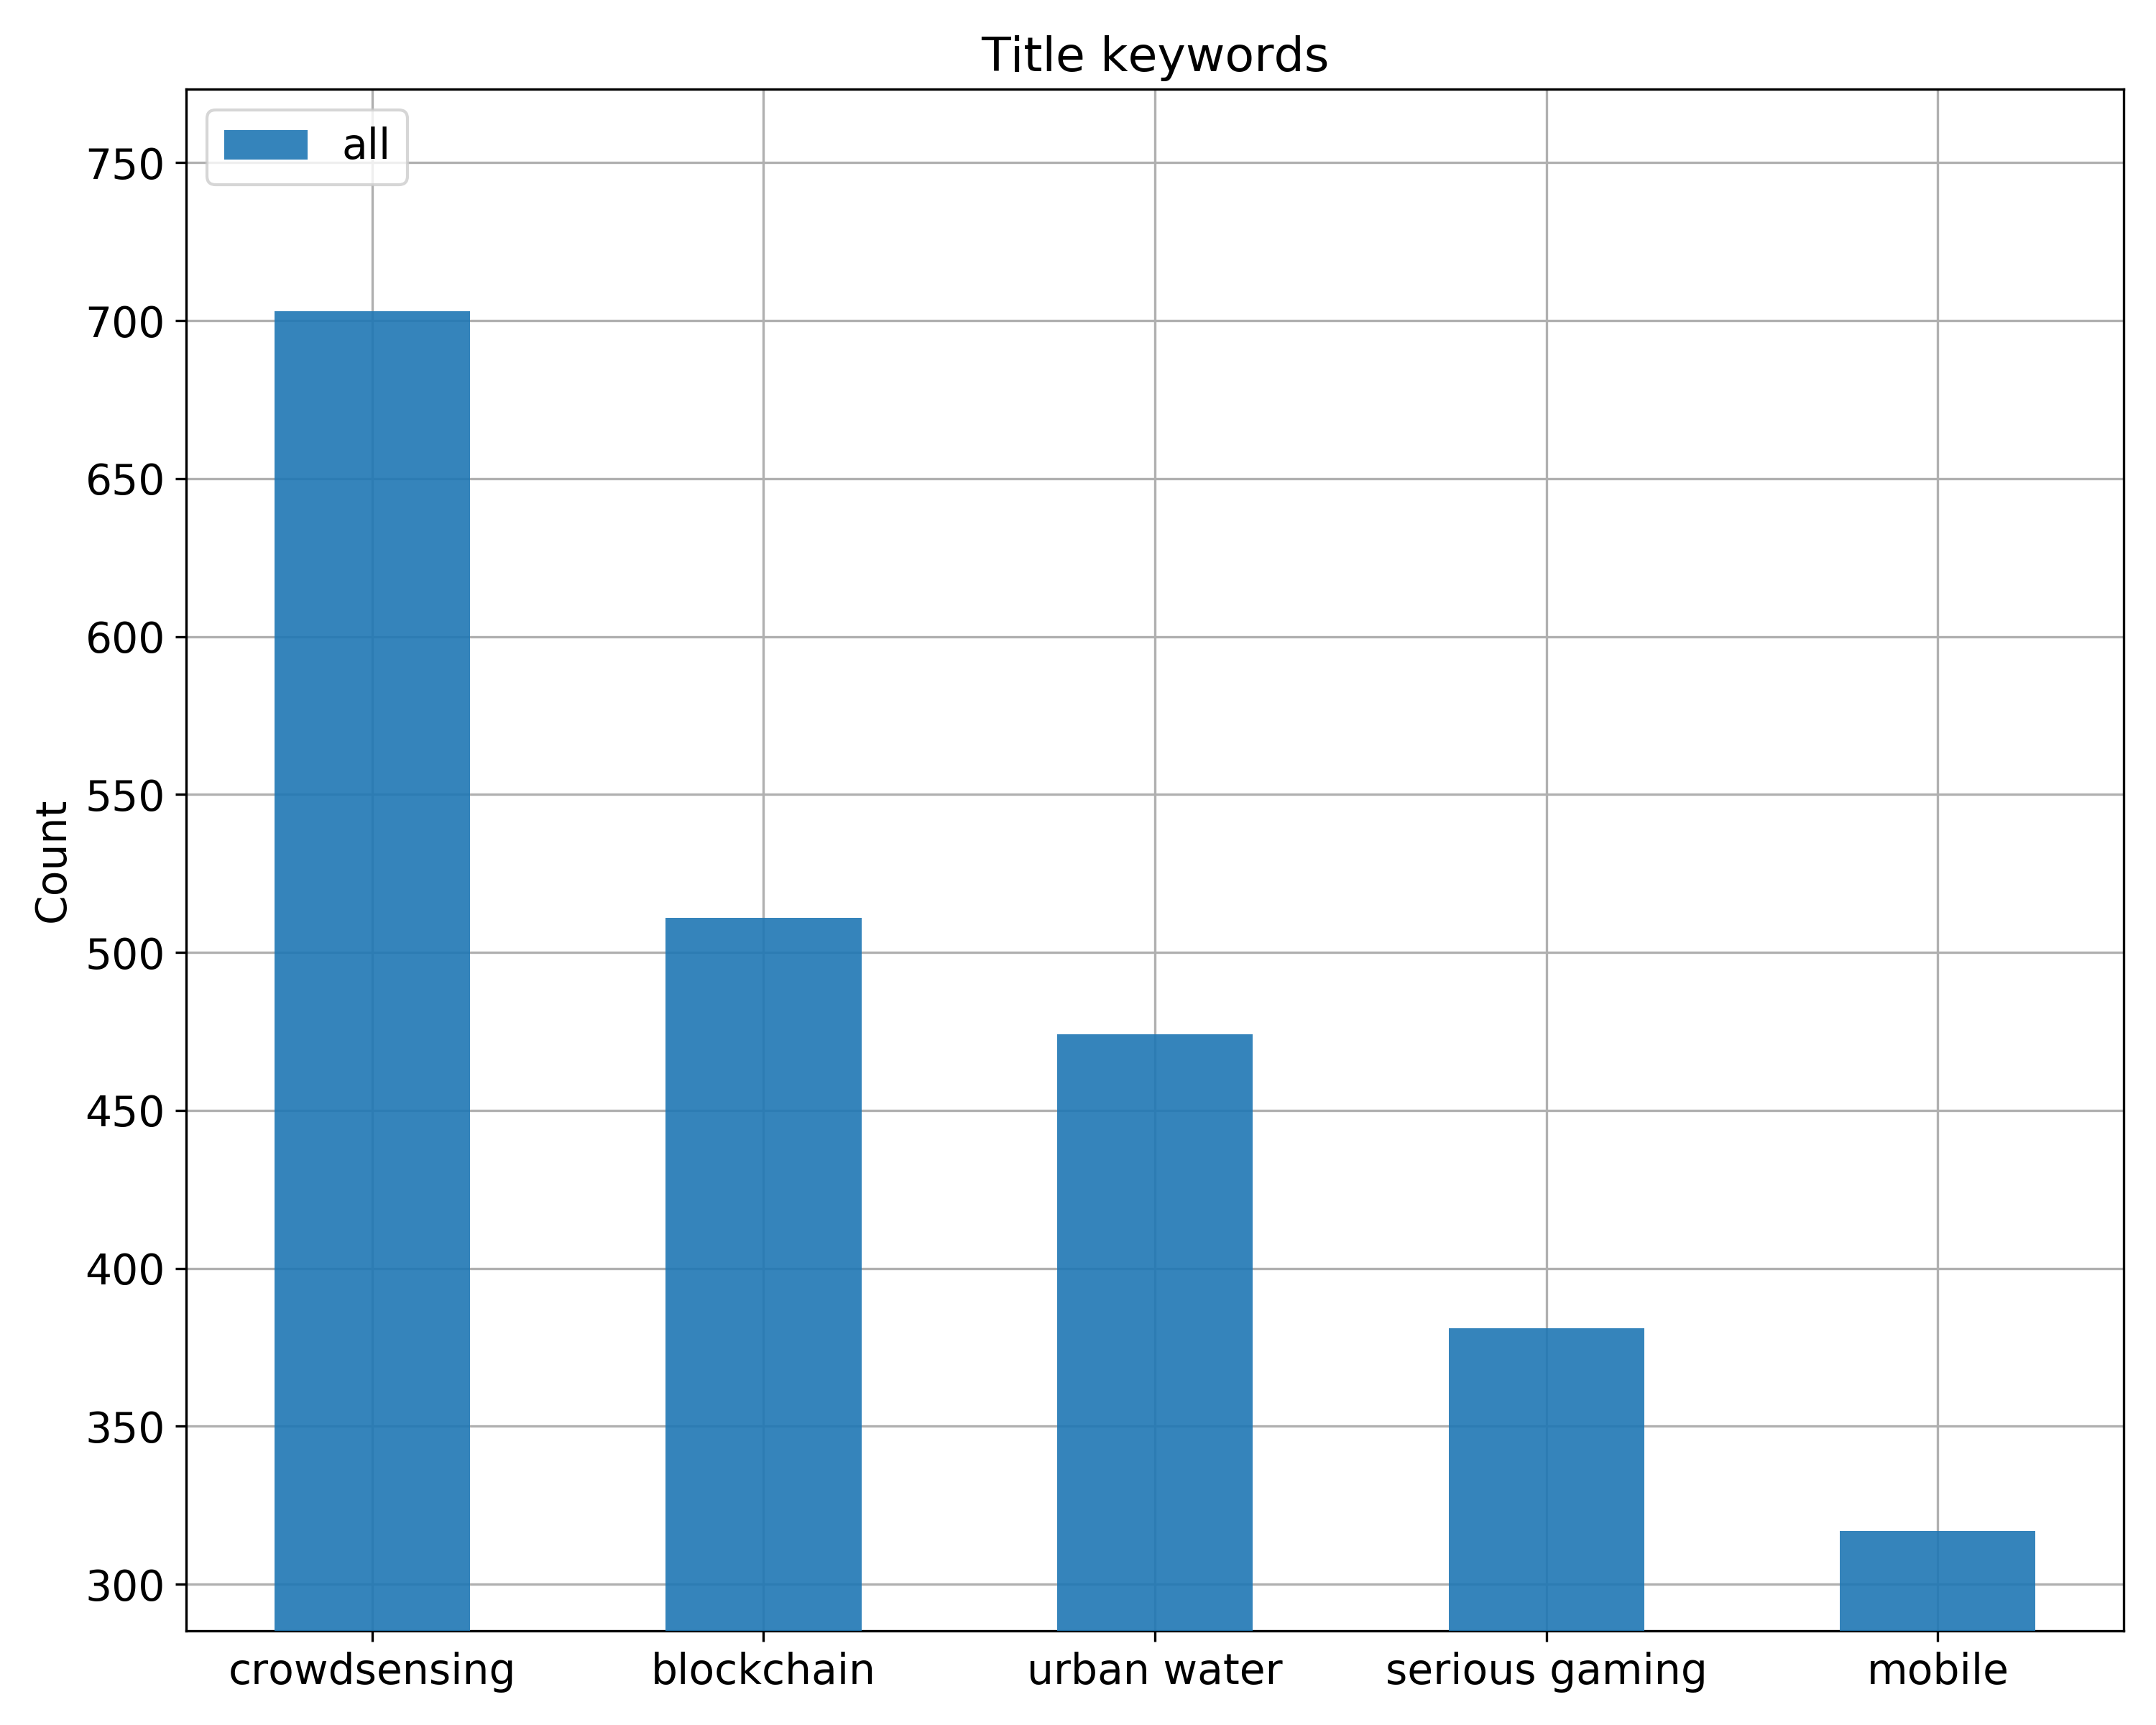 Title keywords
all
Count
750
700
650
600
550
500
450
400
350
300
crowdsensing
blockchain
urban water
serious gaming
mobile